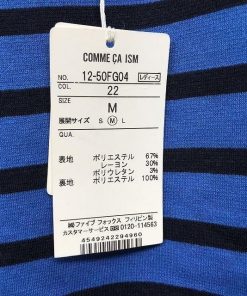 COMME ÇA ISM
NO. 12-50FG04 レディース
COL. 22
SIZE M
展開サイズ S M L
QUA.
表地 ポリエステル 67%
レーヨン 30%
ポリウレタン 3%
裏地 ポリエステル 100%
㈱ファイブ フォックス フィリピン製
カスタマーサービス 0120-114563
4549242294960